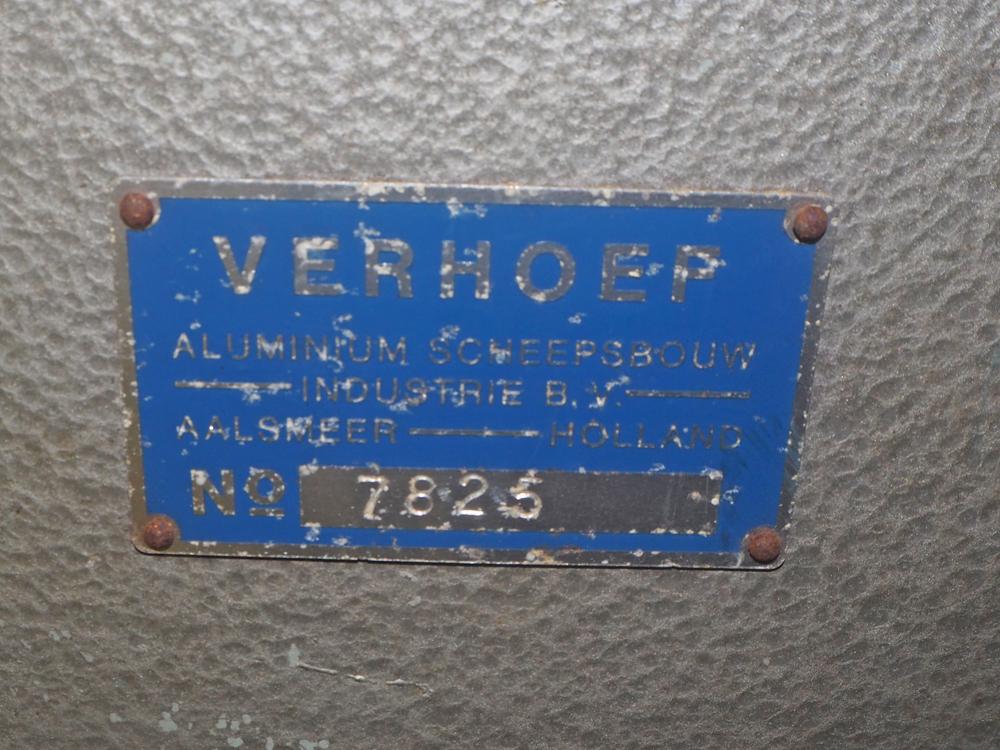 VERHOEF
ALUMINIUM SCHEEPSBOUW
INDUSTRIE B.V.
AALSMEER — HOLLAND
No 7825